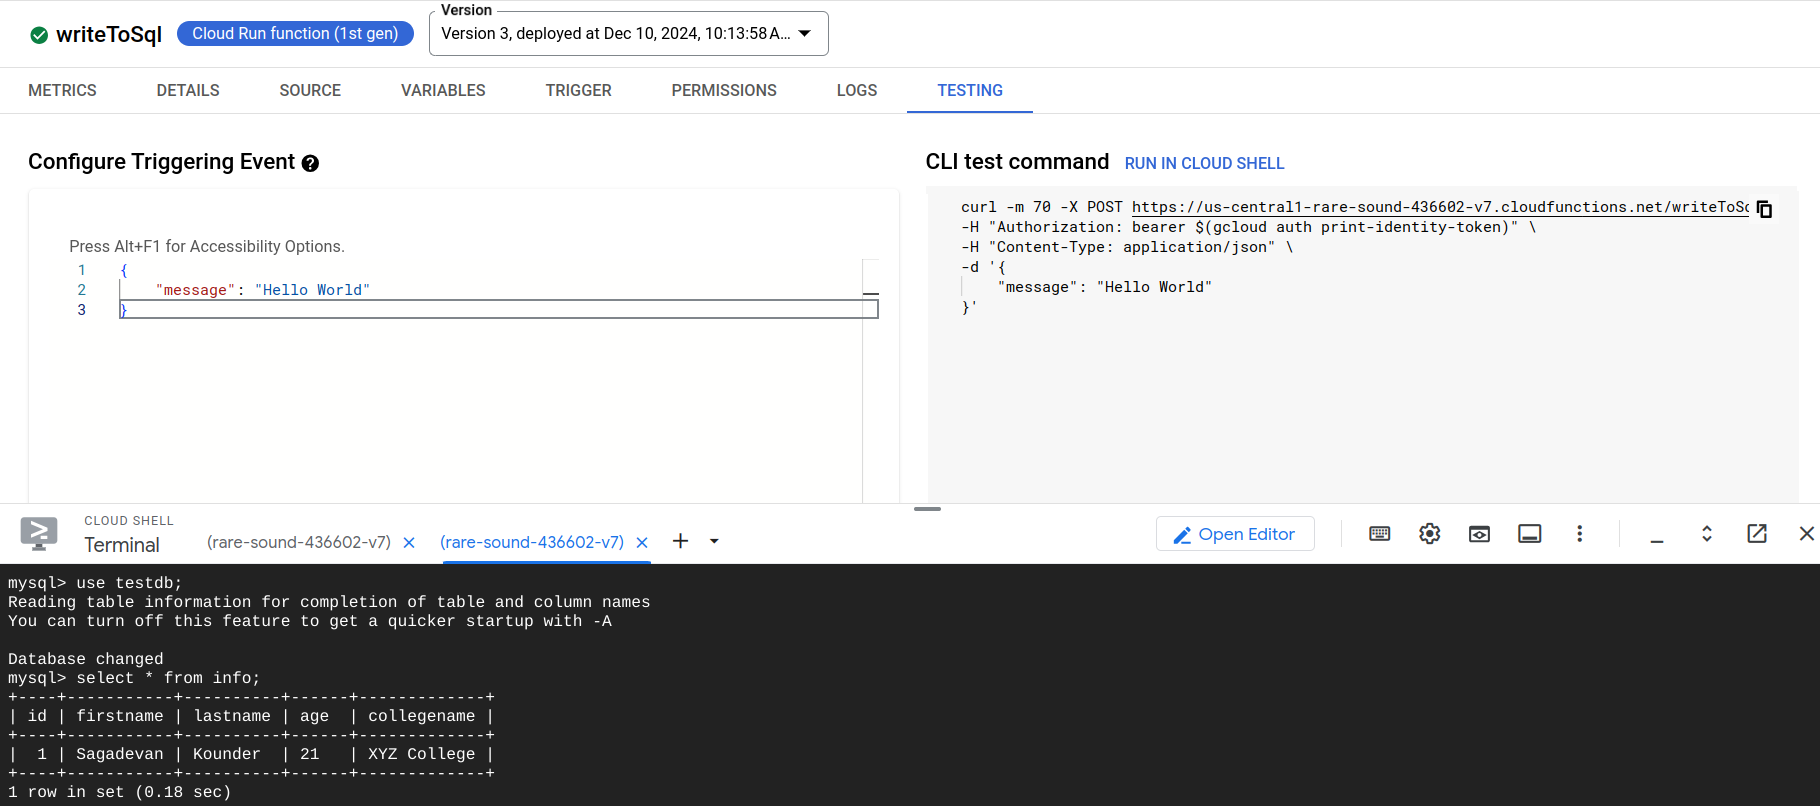 writeToSql
Cloud Run function (1st gen)
Version
Version 3, deployed at Dec 10, 2024, 10:13:58 A...
METRICS
DETAILS
SOURCE
VARIABLES
TRIGGER
PERMISSIONS
LOGS
TESTING
Configure Triggering Event
Press Alt+F1 for Accessibility Options.
1 {
2 "message": "Hello World"
3 }
CLI test command RUN IN CLOUD SHELL
curl -m 70 -X POST https://us-central1-rare-sound-436602-v7.cloudfunctions.net/writeToSq
-H "Authorization: bearer $(gcloud auth print-identity-token)" \
-H "Content-Type: application/json" \
-d '{
"message": "Hello World"
}'
CLOUD SHELL
Terminal
(rare-sound-436602-v7)
(rare-sound-436602-v7)
Open Editor
mysql> use testdb;
Reading table information for completion of table and column names
You can turn off this feature to get a quicker startup with -A
Database changed
mysql> select * from info;
+----+-----------+----------+------+-------------+
| id | firstname | lastname | age  | collegename |
+----+-----------+----------+------+-------------+
|  1 | Sagadevan | Kounder  | 21   | XYZ College |
+----+-----------+----------+------+-------------+
1 row in set (0.18 sec)